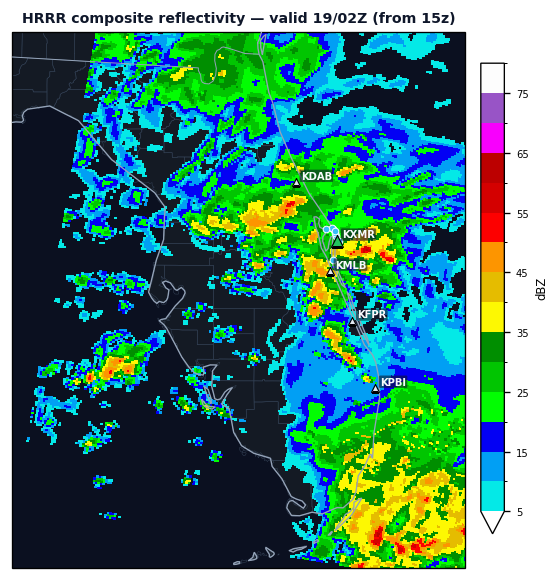 HRRR composite reflectivity — valid 19/02Z (from 15z)
KDAB
KXMR
KMLB
KFPR
KPBI
75
65
55
45
35
25
15
5
dBZ